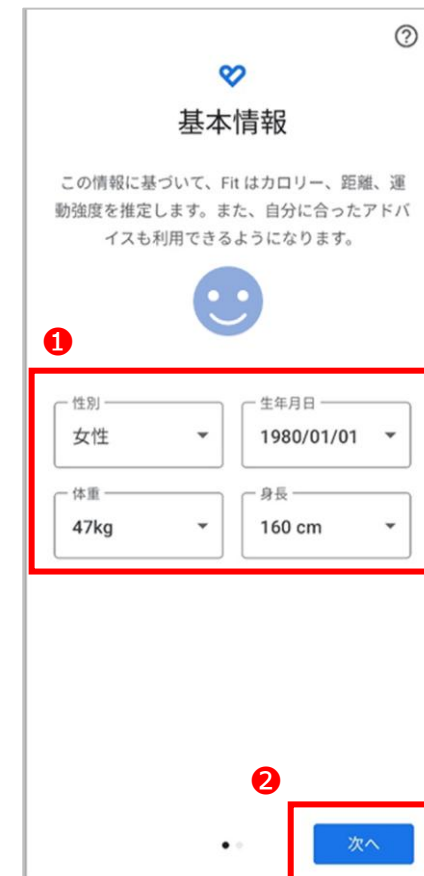 基本情報
この情報に基づいて、Fit はカロリー、距離、運
動強度を推定します。また、自分に合ったアドバ
イスも利用できるようになります。
❶
性別
女性
生年月日
1980/01/01
体重
47kg
身長
160 cm
❷
次へ